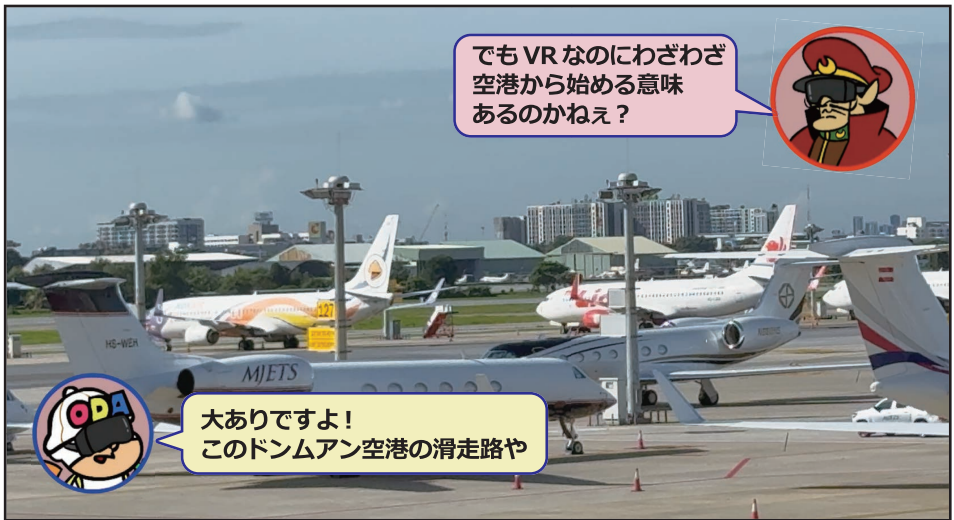 でもVRなのにわざわざ
空港から始める意味
あるのかねぇ？
127
HS-WEH
MJETS
ODA
大ありですよ！
このドンムアン空港の滑走路や